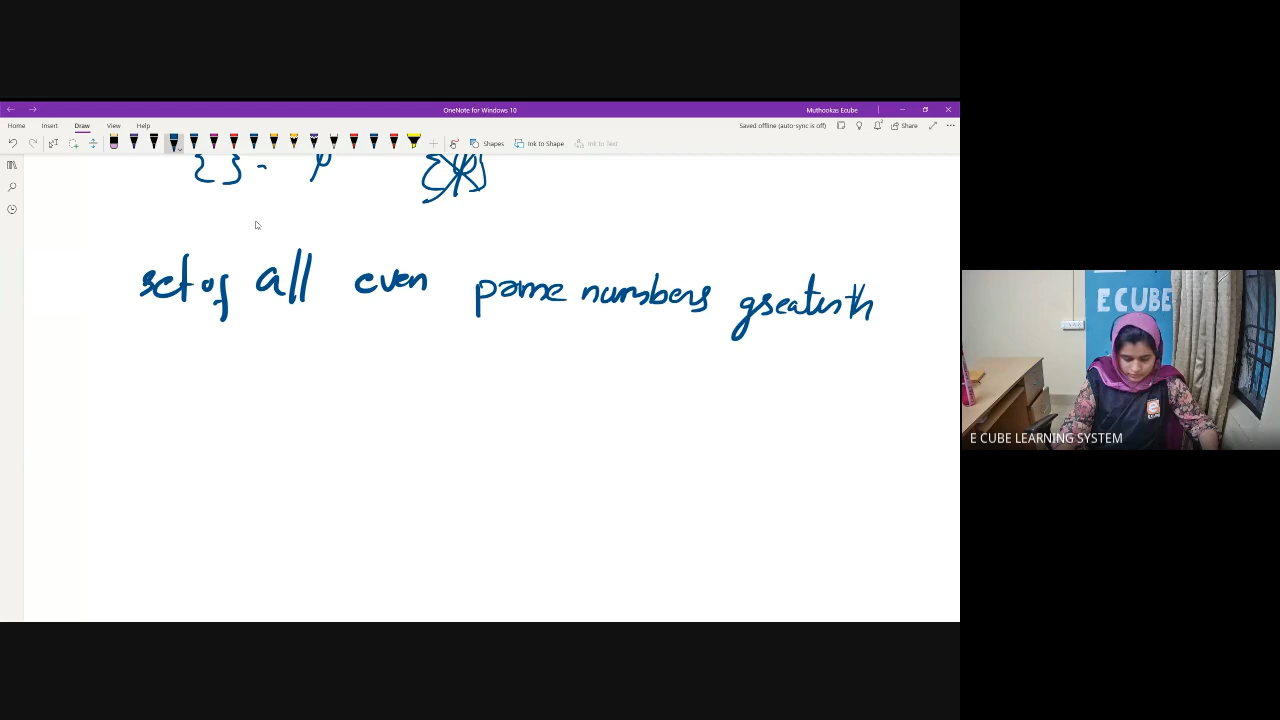 OneNote for Windows 10
Muthookas Ecube
Home Insert Draw View Help
Saved offline (auto-sync is off)
Share
Shapes Ink to Shape Ink to Text
{ } -
set of all even prime numbers greater th
E CUBE
E CUBE LEARNING SYSTEM